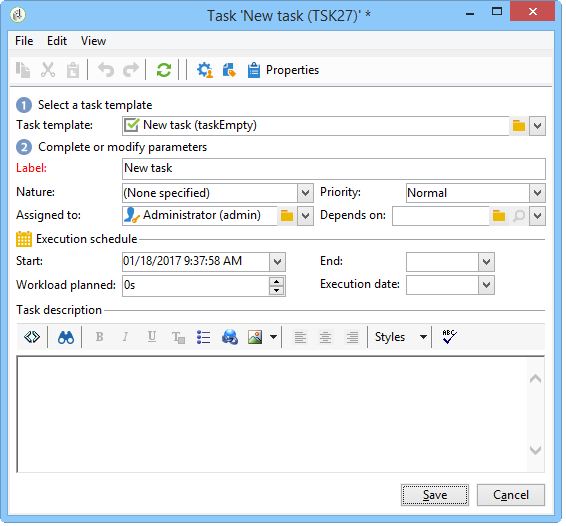 Task 'New task (TSK27)' *
File Edit View
Properties
1 Select a task template
Task template: New task (taskEmpty)
2 Complete or modify parameters
Label: New task
Nature: (None specified) Priority: Normal
Assigned to: Administrator (admin) Depends on:
Execution schedule
Start: 01/18/2017 9:37:58 AM End:
Workload planned: 0s Execution date:
Task description
B I U T Styles ABC
Save Cancel